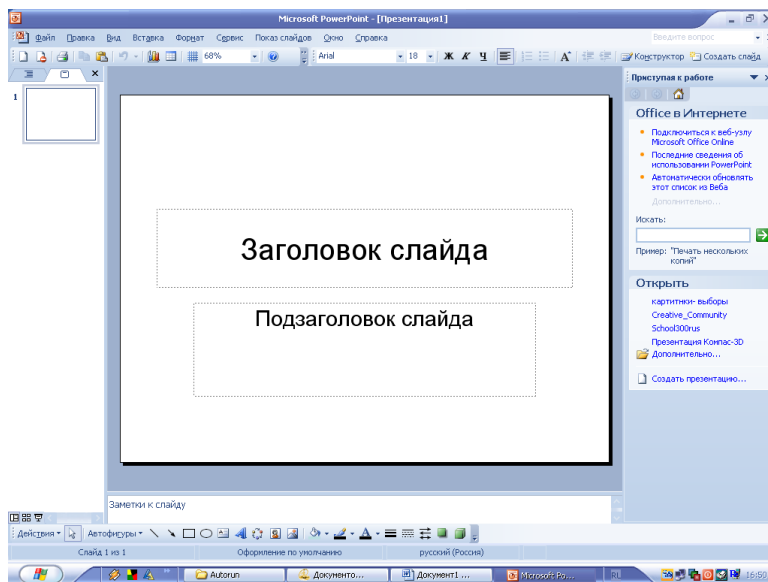 Microsoft PowerPoint - [Презентация1]
Файл Правка Вид Вставка Формат Сервис Показ слайдов Окно Справка Введите вопрос
68% Arial 18 Ж К Ч Конструктор Создать слайд
Приступая к работе
1
Office в Интернете
Подключиться к веб-узлу
Microsoft Office Online
Последние сведения об
использовании PowerPoint
Автоматически обновлять
этот список из Веба
Дополнительно...
Искать:
Пример: "Печать нескольких
копий"
Открыть
картитнки- выборы
Creative_Community
School300rus
Презентация Компас-3D
Дополнительно...
Создать презентацию...
Заголовок слайда
Подзаголовок слайда
Заметки к слайду
Действия Автофигуры
Слайд 1 из 1 Оформление по умолчанию русский (Россия)
Autorun Документо... Документ1 ... Microsoft Po... RL 16:50